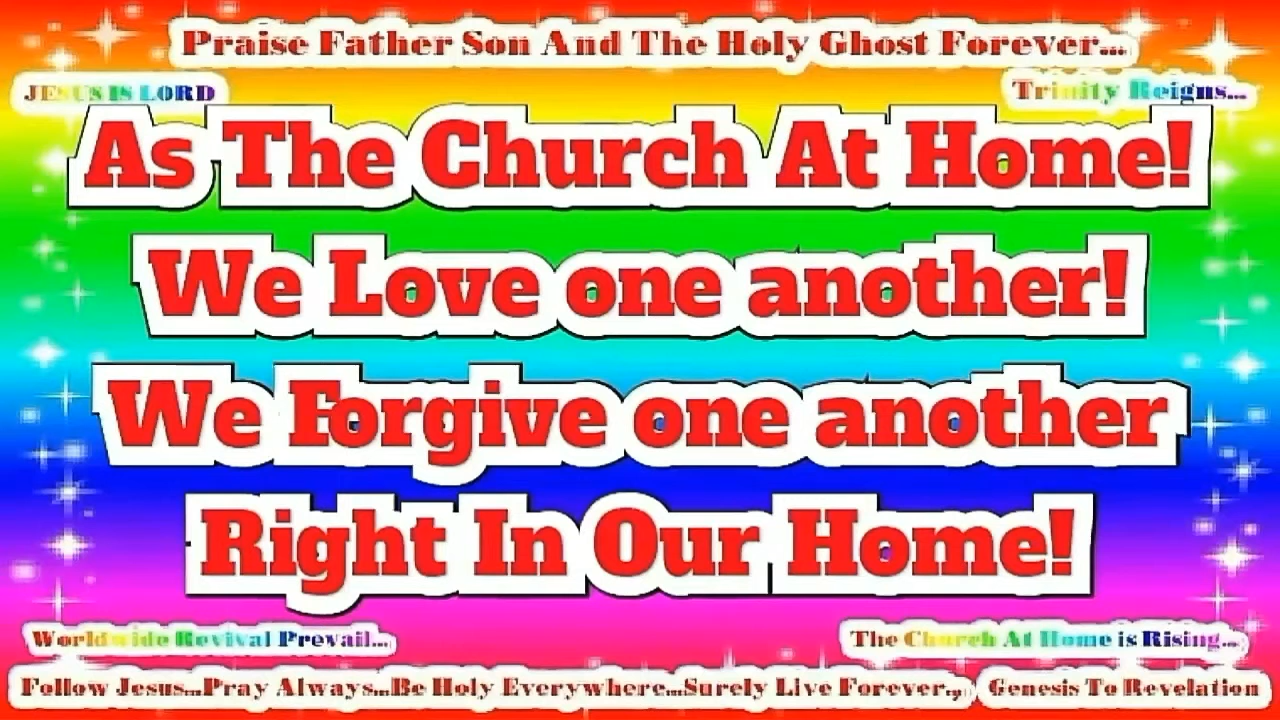 Praise Father Son And The Holy Ghost Forever...
JESUS IS LORD
Trinity Reigns...
As The Church At Home!
We Love one another!
We Forgive one another
Right In Our Home!
Worldwide Revival Prevail...
The Church At Home is Rising...
Follow Jesus...Pray Always...Be Holy Everywhere...Surely Live Forever.,
Genesis To Revelation